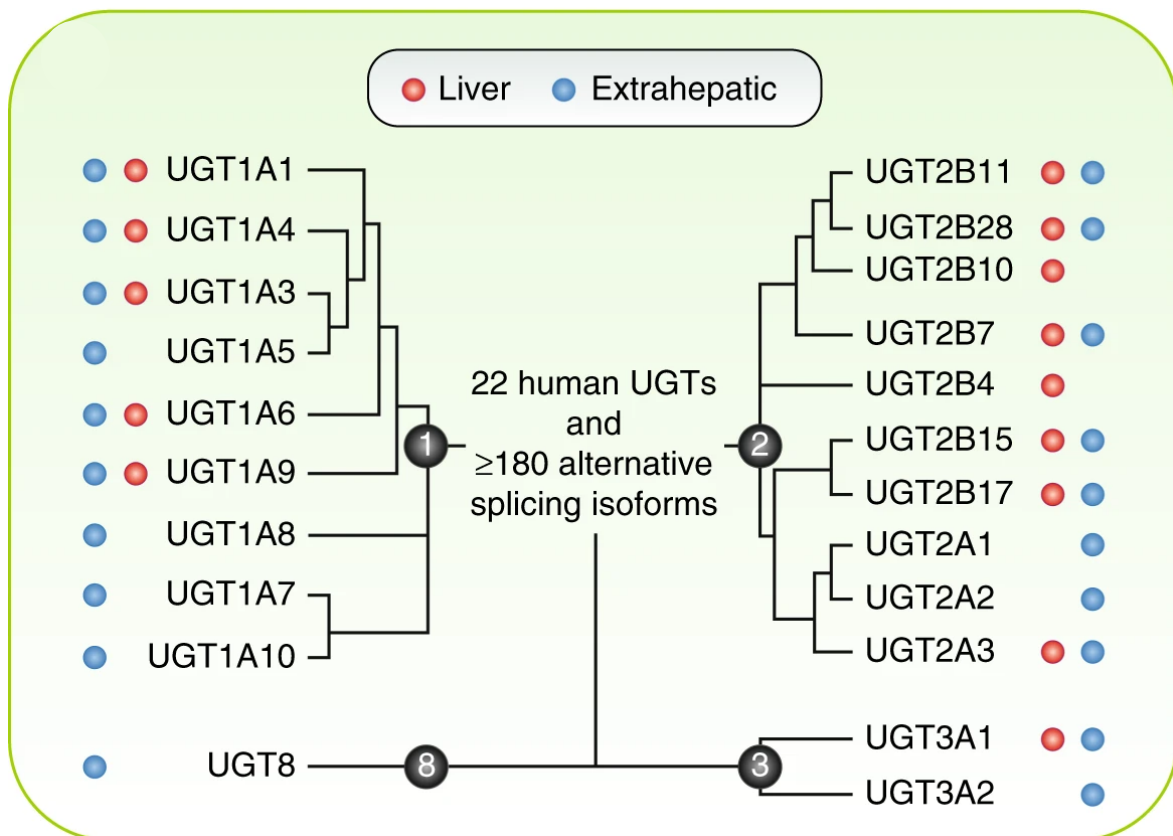 Liver
Extrahepatic
UGT1A1
UGT1A4
UGT1A3
UGT1A5
UGT1A6
UGT1A9
UGT1A8
UGT1A7
UGT1A10
UGT8
1
8
22 human UGTs
and
≥180 alternative
splicing isoforms
2
3
UGT2B11
UGT2B28
UGT2B10
UGT2B7
UGT2B4
UGT2B15
UGT2B17
UGT2A1
UGT2A2
UGT2A3
UGT3A1
UGT3A2